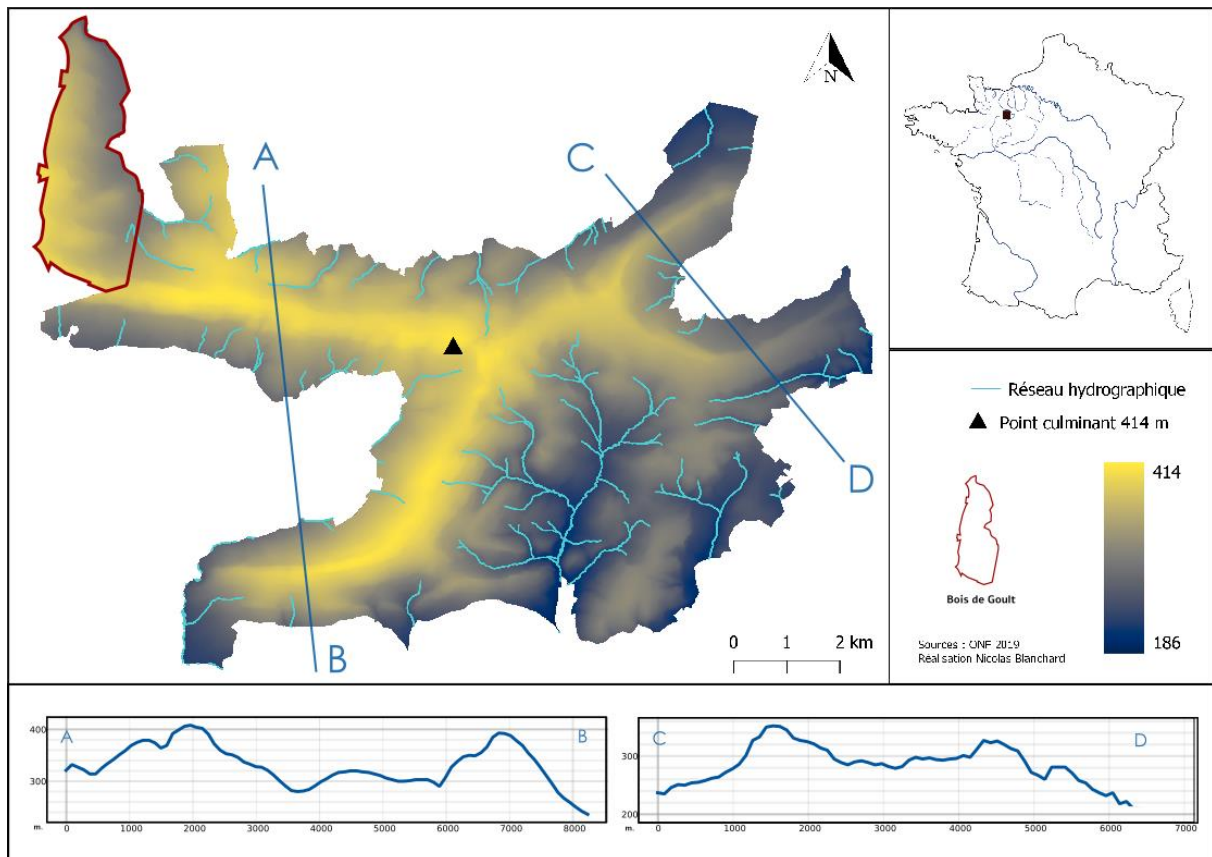 A
C
N
D
B
0 1 2 km
Réseau hydrographique
Point culminant 414 m
414
186
Bois de Goult
Sources : ONF 2019
Réalisation Nicolas Blanchard
400
300
m.
A
B
0 1000 2000 3000 4000 5000 6000 7000 8000
300
200
m.
C
D
0 1000 2000 3000 4000 5000 6000 7000